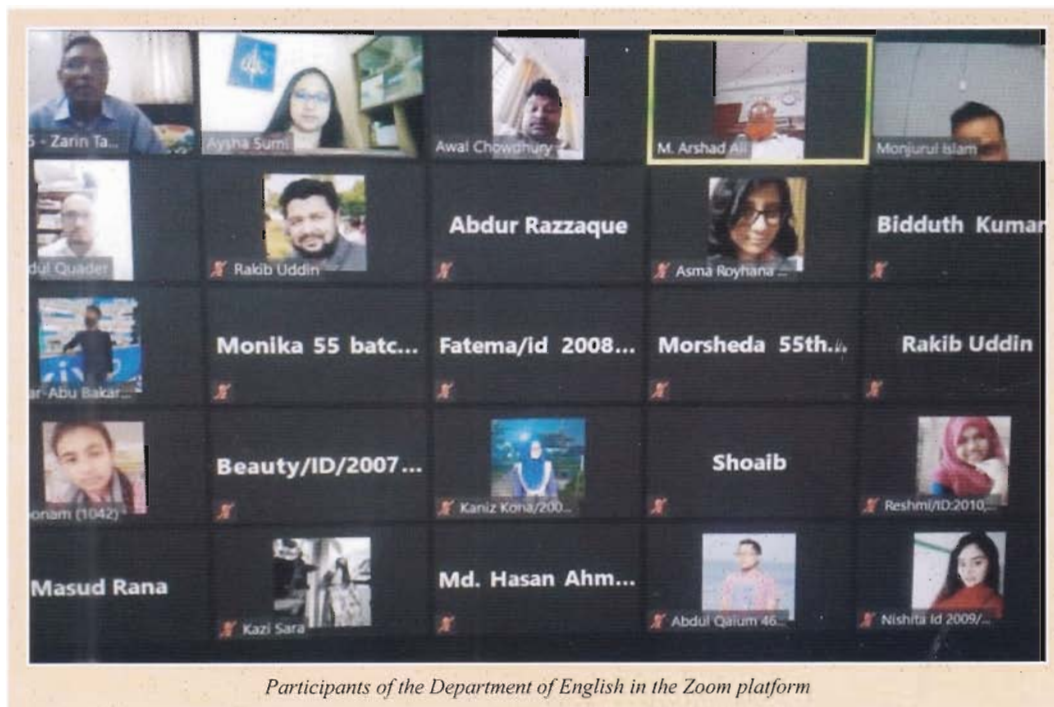 5 - Zarin Ta...
Aysha Sumi
Awal Chowdhury
M. Arshad Ali
Monjurul Islam
dul Quader
Rakib Uddin
Abdur Razzaque
Asma Royhana ...
Bidduth Kumar
ar-Abu Bakar...
Monika 55 batc...
Fatema/id 2008...
Morsheda 55th...
Rakib Uddin
onam (1042)
Beauty/ID/2007...
Kaniz Kona/200...
Shoaib
Reshmi/ID:2010,...
Masud Rana
Kazi Sara
Md. Hasan Ahm...
Abdul Qaium 46...
Nishita Id 2009/...
Participants of the Department of English in the Zoom platform